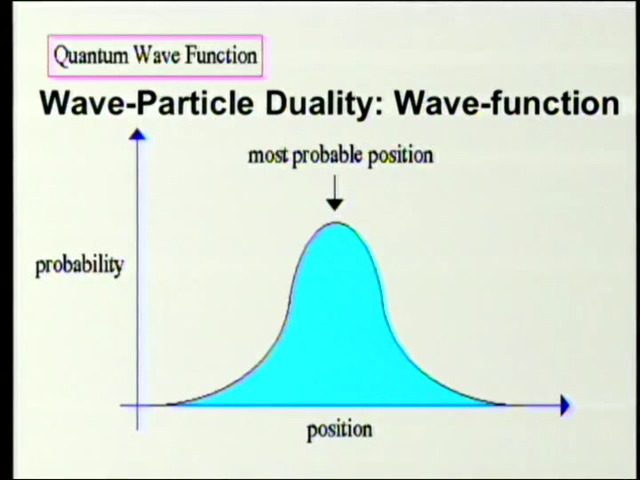 Quantum Wave Function
Wave-Particle Duality: Wave-function
most probable position
probability
position